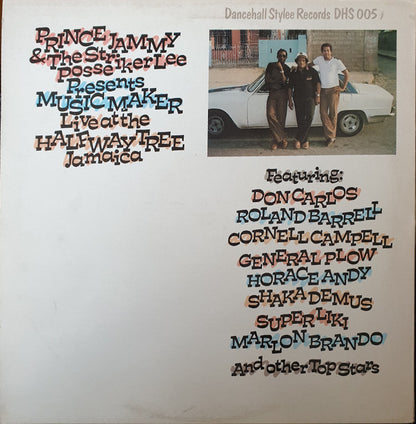 Dancehall Stylee Records DHS 005
PRINCE JAMMY
& The Striker Lee
Posse
Presents
MUSIC MAKER
Live at the
HALFWAY TREE
Jamaica
Featuring:
DON CARLOS
ROLAND BARRELL
CORNELL CAMPELL
GENERAL PLOW
HORACE ANDY
SHAKA DEMUS
SUPER LIKI
MARLON BRANDO
And other Top Stars